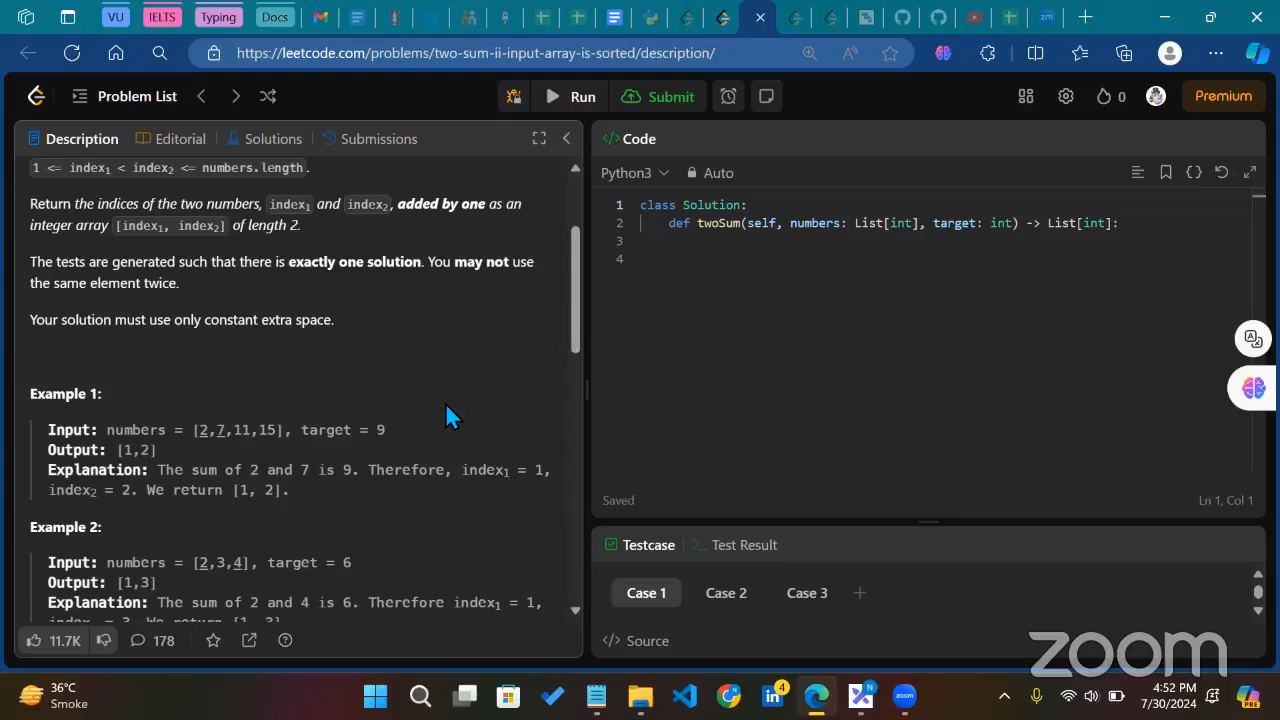 VU
IELTS
Typing
Docs
https://leetcode.com/problems/two-sum-ii-input-array-is-sorted/description/
Problem List
Run
Submit
0
Premium
Description
Editorial
Solutions
Submissions
1 <= index₁ < index₂ <= numbers.length.
Return the indices of the two numbers, index₁ and index₂, added by one as an
integer array [index₁, index₂] of length 2.
The tests are generated such that there is exactly one solution. You may not use
the same element twice.
Your solution must use only constant extra space.
Example 1:
Input: numbers = [2,7,11,15], target = 9
Output: [1,2]
Explanation: The sum of 2 and 7 is 9. Therefore, index₁ = 1,
index₂ = 2. We return [1, 2].
Example 2:
Input: numbers = [2,3,4], target = 6
Output: [1,3]
Explanation: The sum of 2 and 4 is 6. Therefore index₁ = 1,
index₂ = 3. We return [1, 3].
11.7K
178
Code
Python3
Auto
1 class Solution:
2 def twoSum(self, numbers: List[int], target: int) -> List[int]:
3
4
Saved
Ln 1, Col 1
Testcase
Test Result
Case 1
Case 2
Case 3
Source
zoom
36°C
Smoke
4
zoom
4:52 PM
7/30/2024
PRE